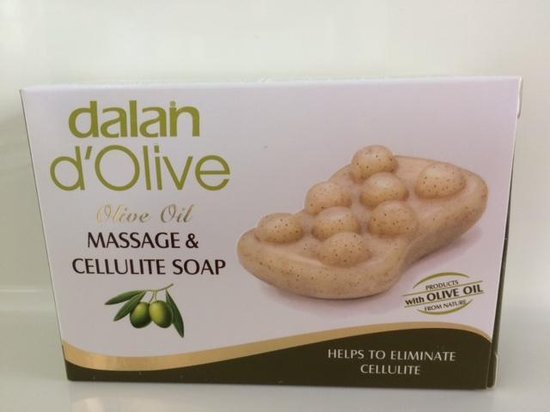 dalan
d'Olive
Olive Oil
MASSAGE &
CELLULITE SOAP
PRODUCTS
with OLIVE OIL
FROM NATURE
HELPS TO ELIMINATE
CELLULITE